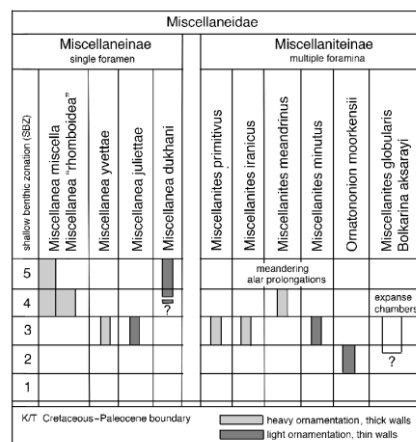 Miscellaneidae
Miscellaneinae
single foramen
Miscellaniteinae
multiple foramina
shallow benthic zonation (SBZ)
Miscellanea miscella
Miscellanea "rhomboidea"
Miscellanea yvettae
Miscellanea juliettae
Miscellanea dukhani
Miscellanites primitivus
Miscellanites iranicus
Miscellanites meandrinus
Miscellanites minutus
Ornatononion moorkensii
Miscellanites globularis
Bolkarina aksarayi
5
meandering
alar prolongations
4
?
expanse
chambers
3
2
?
1
K/T Cretaceous–Paleocene boundary
heavy ornamentation, thick walls
light ornamentation, thin walls